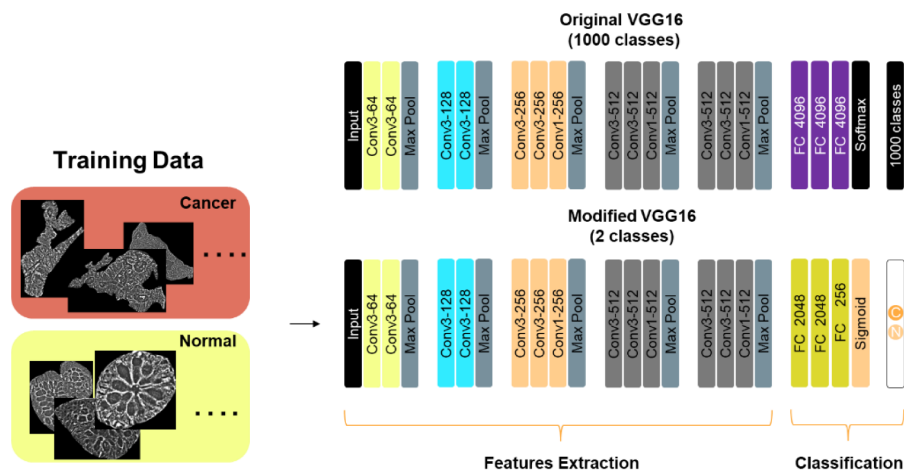 Original VGG16
(1000 classes)
Input
Conv3-64
Conv3-64
Max Pool
Conv3-128
Conv3-128
Max Pool
Conv3-256
Conv3-256
Conv1-256
Max Pool
Conv3-512
Conv3-512
Conv1-512
Max Pool
Conv3-512
Conv3-512
Conv1-512
Max Pool
FC 4096
FC 4096
FC 4096
Softmax
1000 classes
Training Data
Cancer
....
Normal
....
Modified VGG16
(2 classes)
Input
Conv3-64
Conv3-64
Max Pool
Conv3-128
Conv3-128
Max Pool
Conv3-256
Conv3-256
Conv1-256
Max Pool
Conv3-512
Conv3-512
Conv1-512
Max Pool
Conv3-512
Conv3-512
Conv1-512
Max Pool
FC 2048
FC 2048
FC 256
Sigmoid
C
N
Features Extraction
Classification